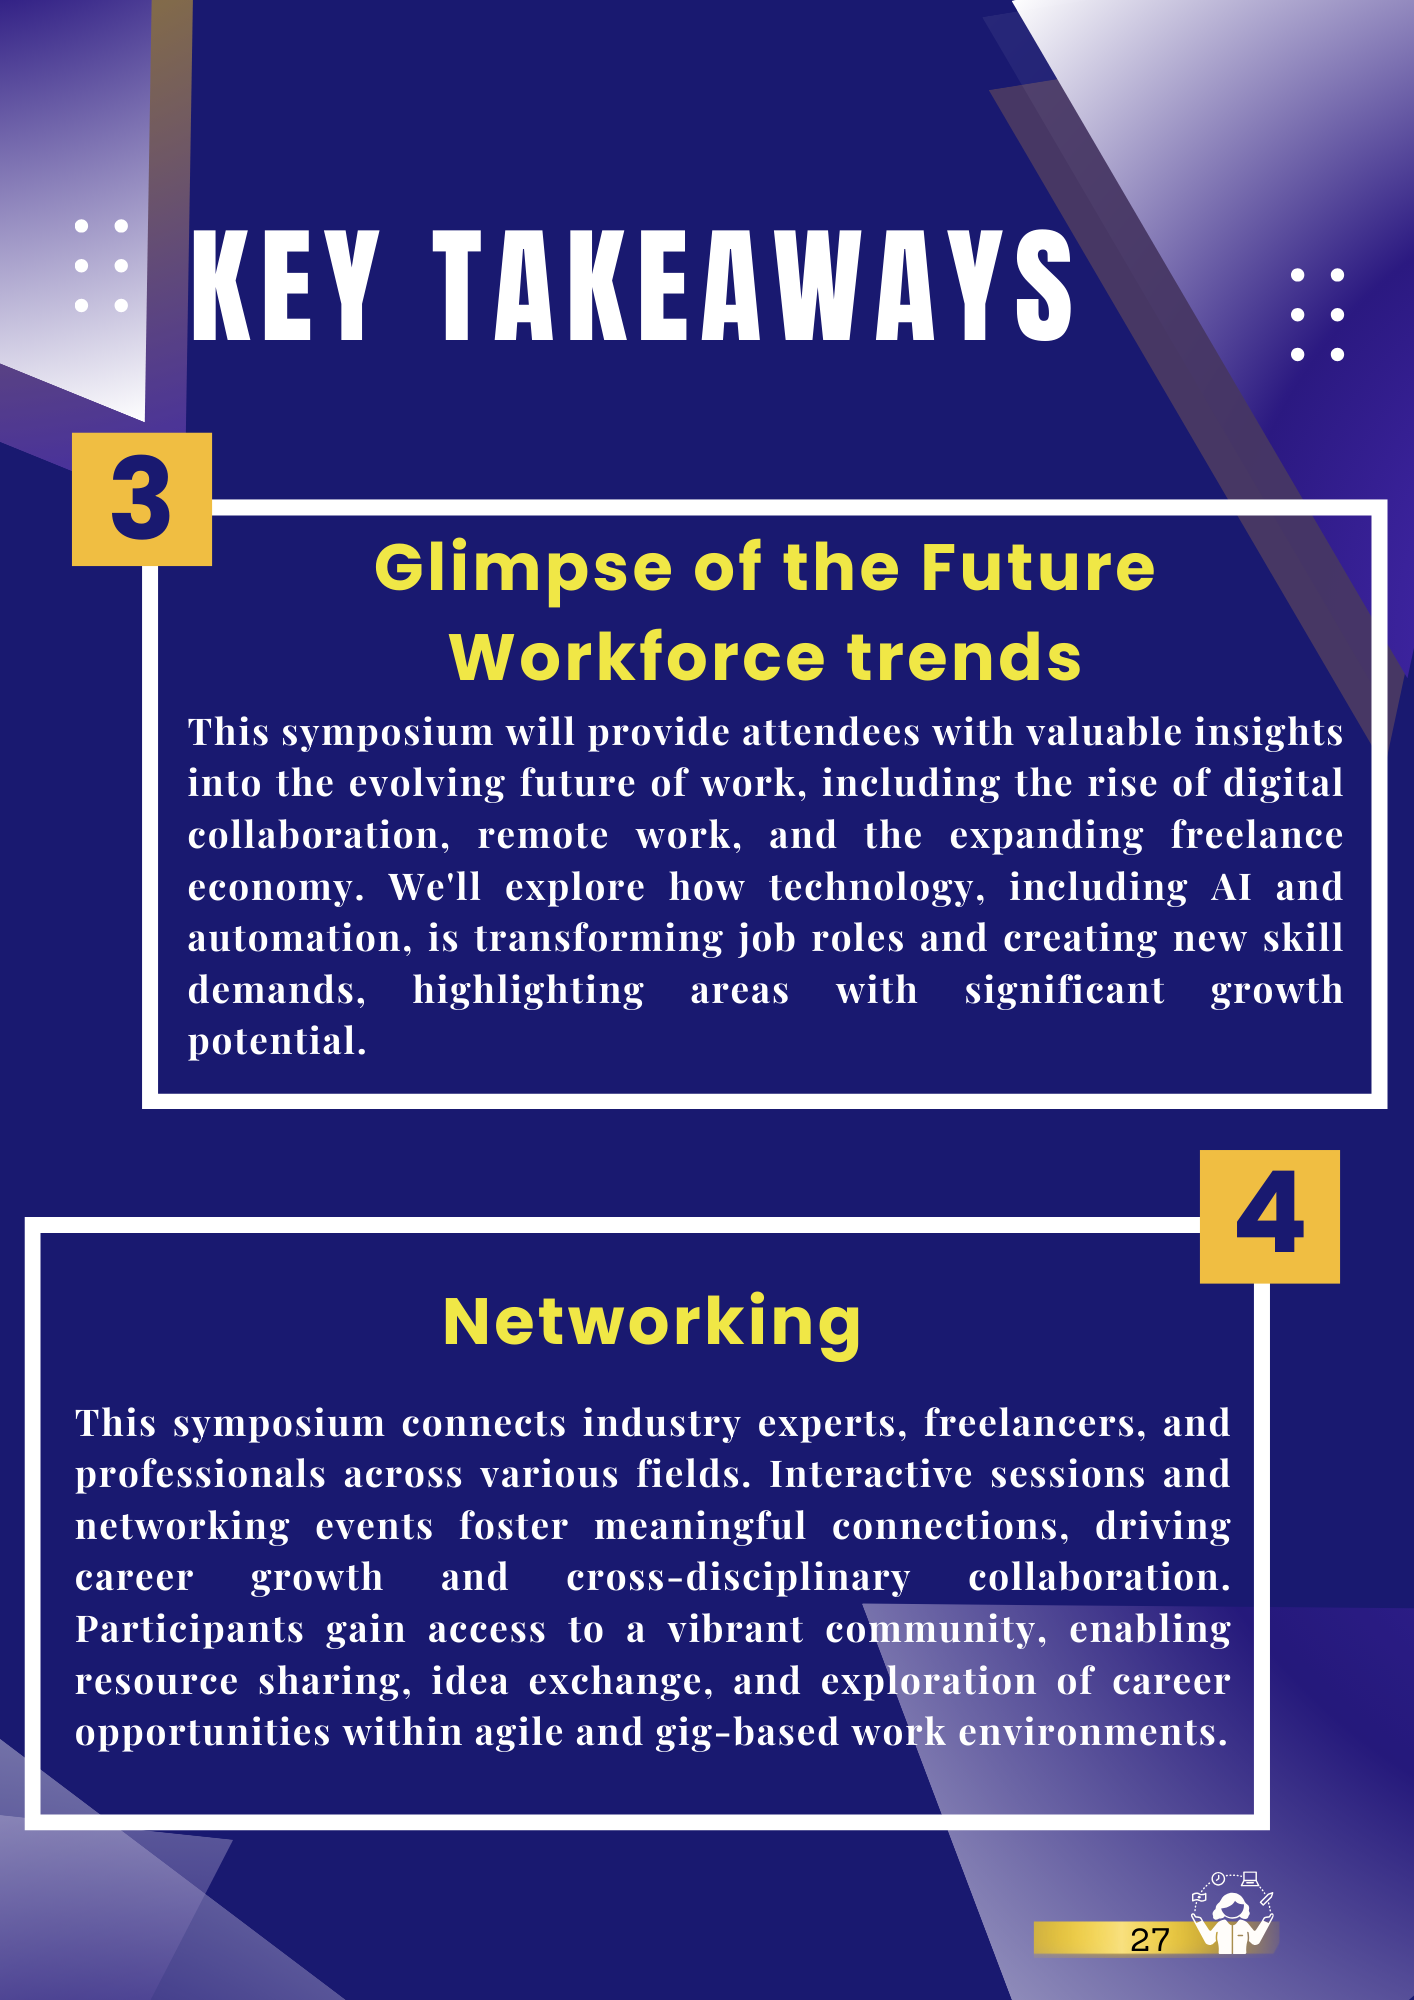 KEY TAKEAWAYS
3
Glimpse of the Future
Workforce trends
This symposium will provide attendees with valuable insights
into the evolving future of work, including the rise of digital
collaboration, remote work, and the expanding freelance
economy. We'll explore how technology, including AI and
automation, is transforming job roles and creating new skill
demands, highlighting areas with significant growth
potential.
4
Networking
This symposium connects industry experts, freelancers, and
professionals across various fields. Interactive sessions and
networking events foster meaningful connections, driving
career growth and cross-disciplinary collaboration.
Participants gain access to a vibrant community, enabling
resource sharing, idea exchange, and exploration of career
opportunities within agile and gig-based work environments.
27